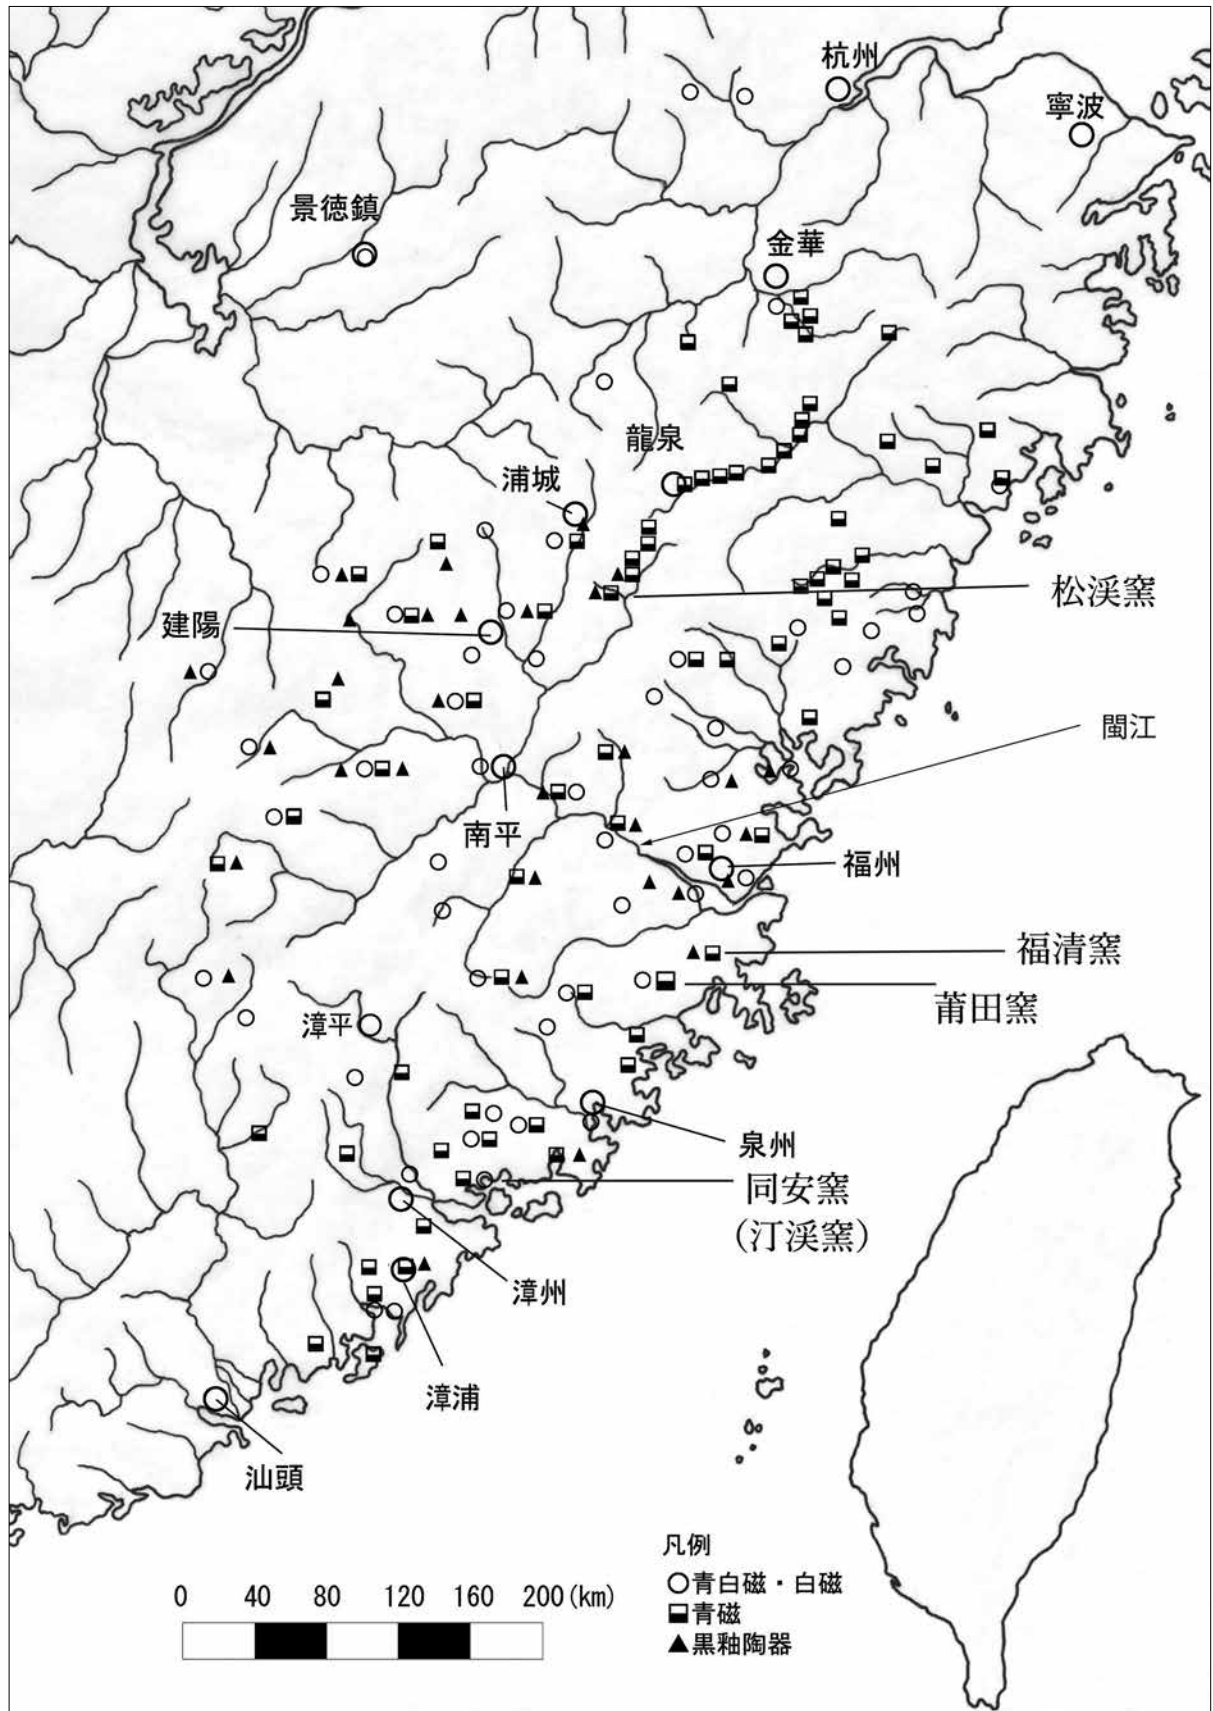 杭州
寧波
景徳鎮
金華
龍泉
浦城
松渓窯
建陽
閩江
南平
福州
福清窯
莆田窯
漳平
泉州
同安窯
（汀渓窯）
漳州
漳浦
汕頭
凡例
○青白磁・白磁
青磁
▲黒釉陶器
0 40 80 120 160 200(km)